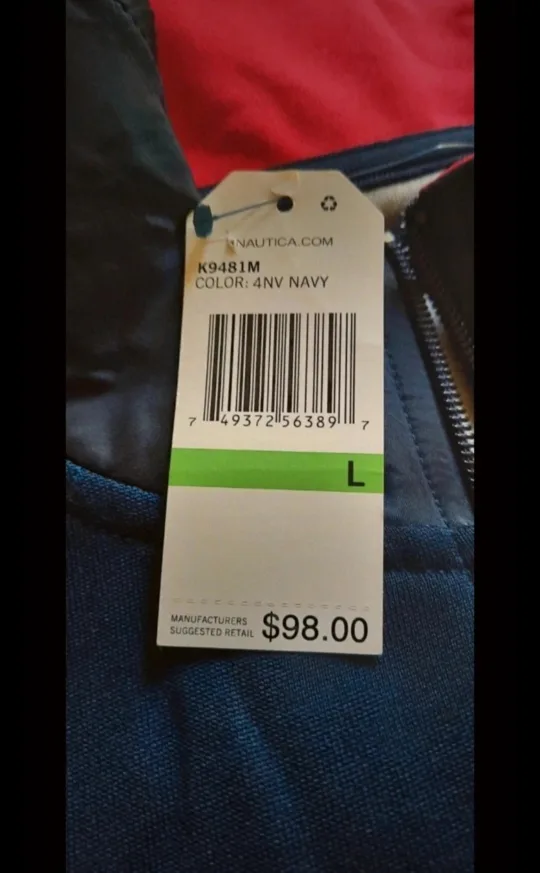 NAUTICA.COM
K9481M
COLOR: 4NV NAVY
7 49372 56389 7
L
MANUFACTURERS
SUGGESTED RETAIL $98.00